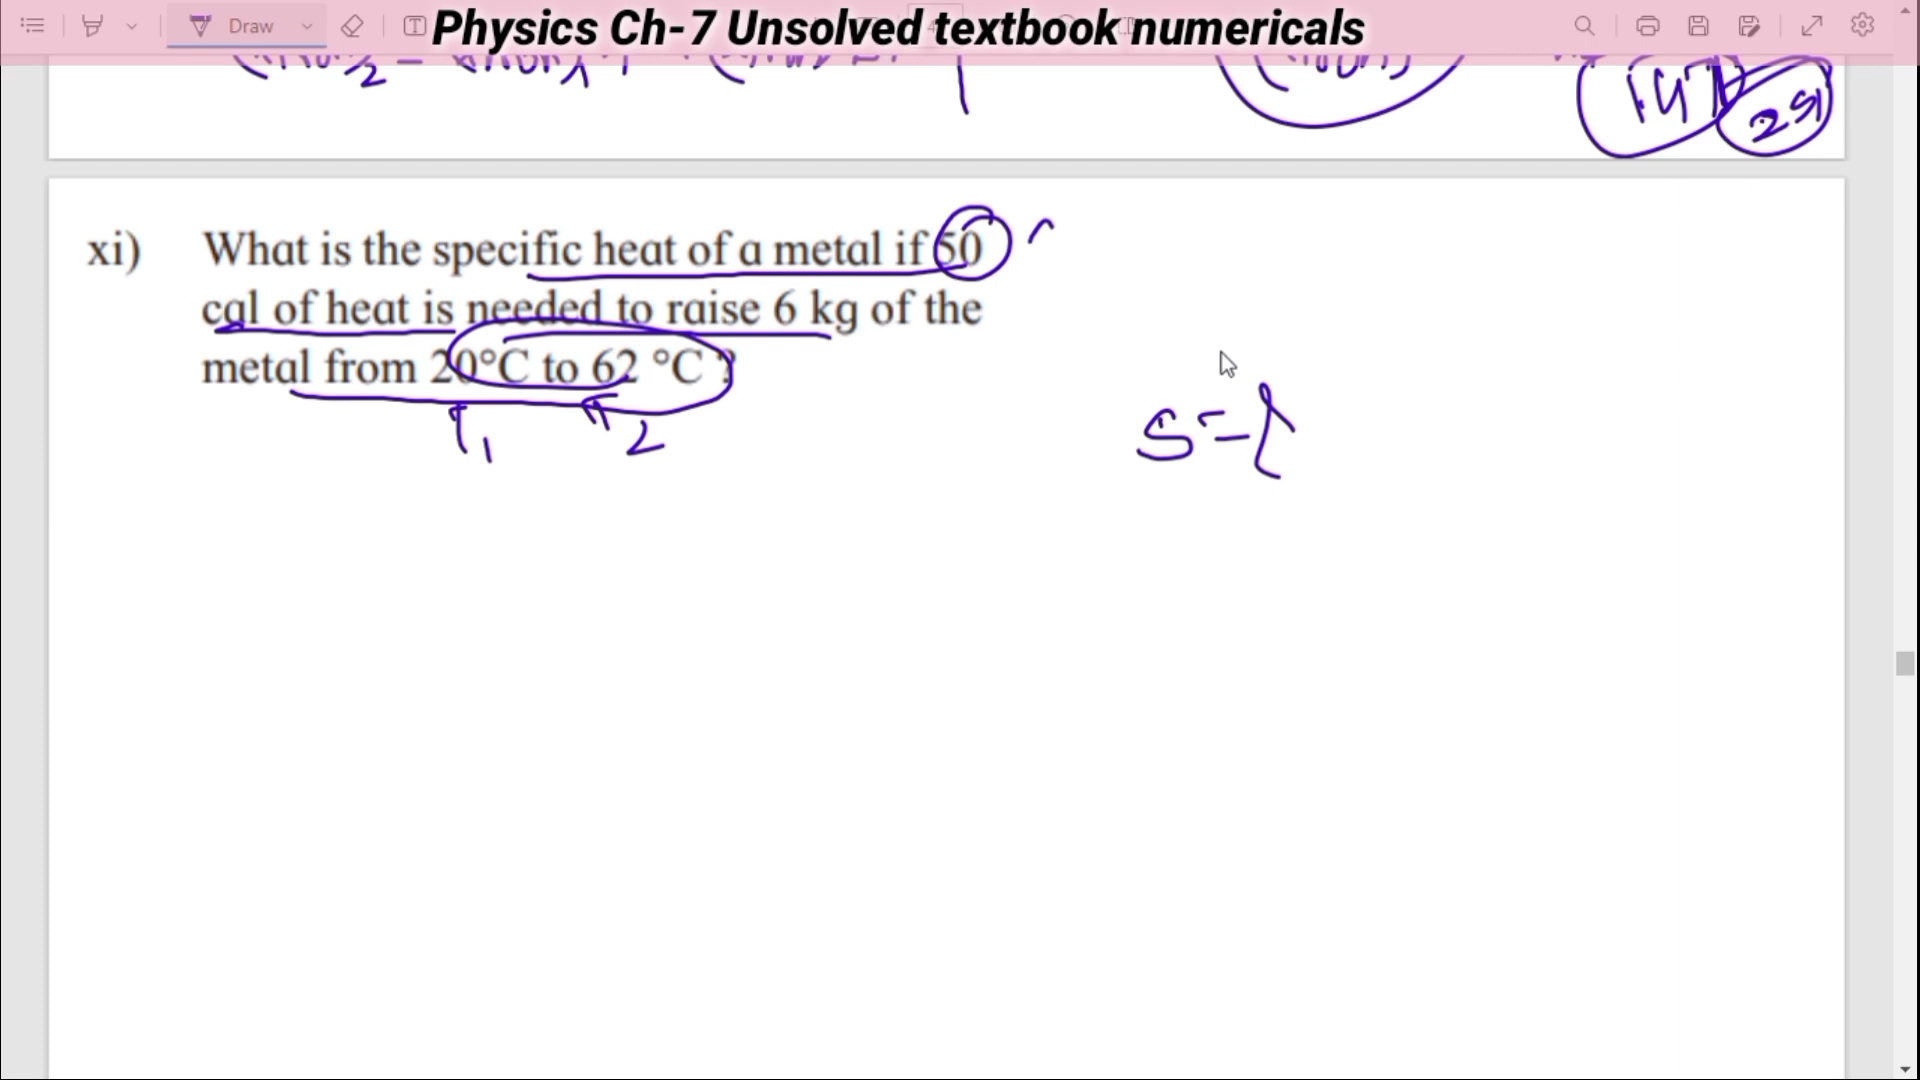 Draw
Physics Ch-7 Unsolved textbook numericals
251
xi) What is the specific heat of a metal if 50
cal of heat is needed to raise 6 kg of the
metal from 20°C to 62 °C ?
T1 T2
S =